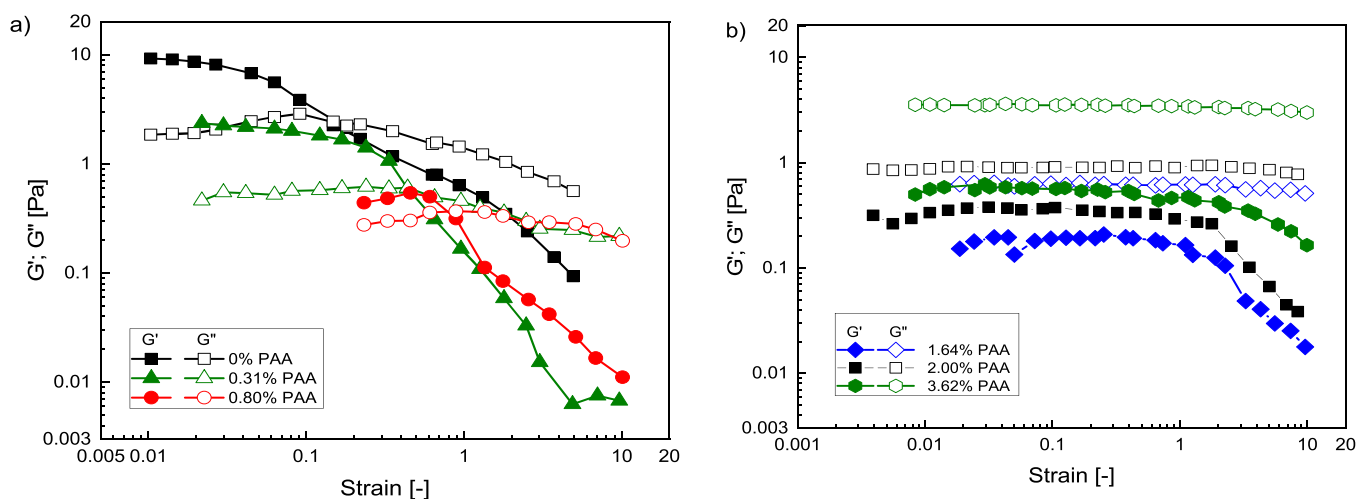 a)
20
10
1
0.1
0.01
0.003
G'; G" [Pa]
G' G"
0% PAA
0.31% PAA
0.80% PAA
0.005 0.01 0.1 1 10 20
Strain [-]
b)
20
10
1
0.1
0.01
0.003
G'; G" [Pa]
G' G"
1.64% PAA
2.00% PAA
3.62% PAA
0.001 0.01 0.1 1 10 20
Strain [-]